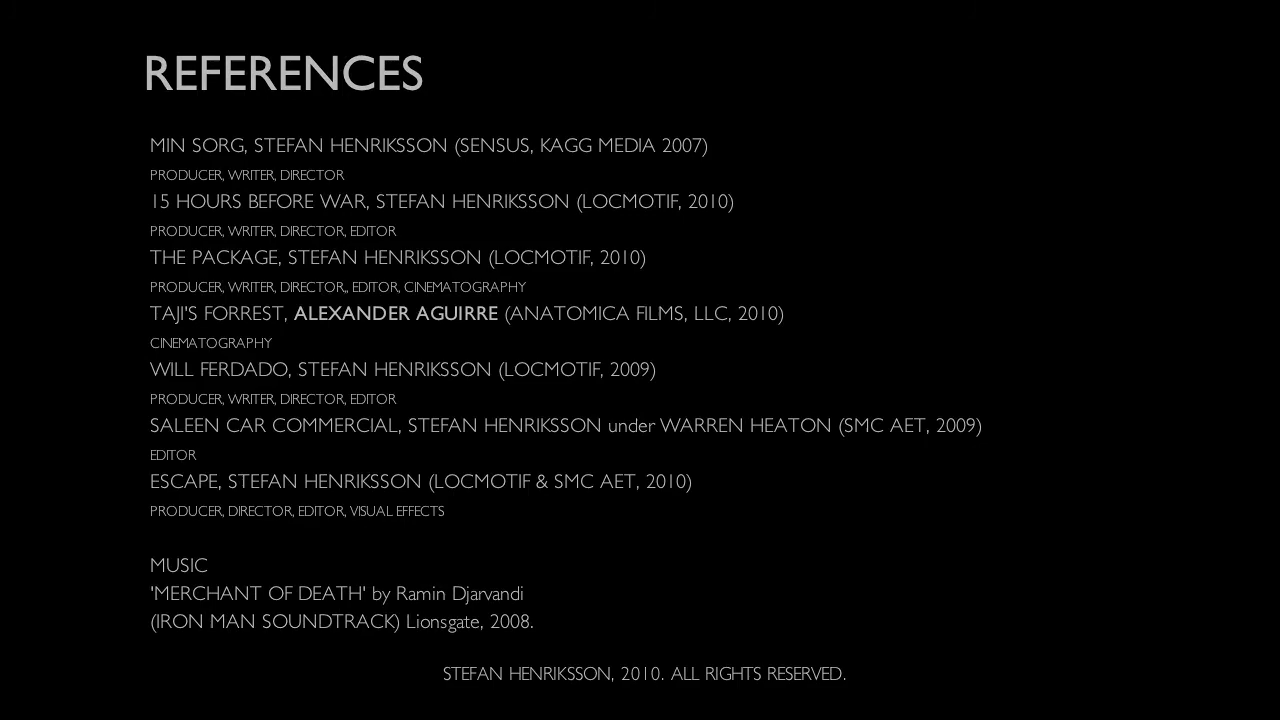 REFERENCES
MIN SORG, STEFAN HENRIKSSON (SENSUS, KAGG MEDIA 2007)
PRODUCER, WRITER, DIRECTOR
15 HOURS BEFORE WAR, STEFAN HENRIKSSON (LOCMOTIF, 2010)
PRODUCER, WRITER, DIRECTOR, EDITOR
THE PACKAGE, STEFAN HENRIKSSON (LOCMOTIF, 2010)
PRODUCER, WRITER, DIRECTOR,, EDITOR, CINEMATOGRAPHY
TAJI'S FORREST, ALEXANDER AGUIRRE (ANATOMICA FILMS, LLC, 2010)
CINEMATOGRAPHY
WILL FERDADO, STEFAN HENRIKSSON (LOCMOTIF, 2009)
PRODUCER, WRITER, DIRECTOR, EDITOR
SALEEN CAR COMMERCIAL, STEFAN HENRIKSSON under WARREN HEATON (SMC AET, 2009)
EDITOR
ESCAPE, STEFAN HENRIKSSON (LOCMOTIF & SMC AET, 2010)
PRODUCER, DIRECTOR, EDITOR, VISUAL EFFECTS
MUSIC
'MERCHANT OF DEATH' by Ramin Djarvandi
(IRON MAN SOUNDTRACK) Lionsgate, 2008.
STEFAN HENRIKSSON, 2010. ALL RIGHTS RESERVED.